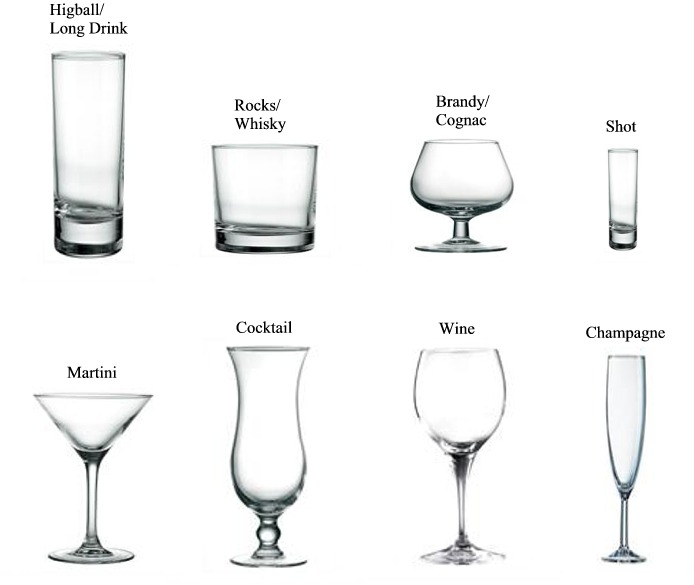 Higball/
Long Drink
Rocks/
Whisky
Brandy/
Cognac
Shot
Martini
Cocktail
Wine
Champagne